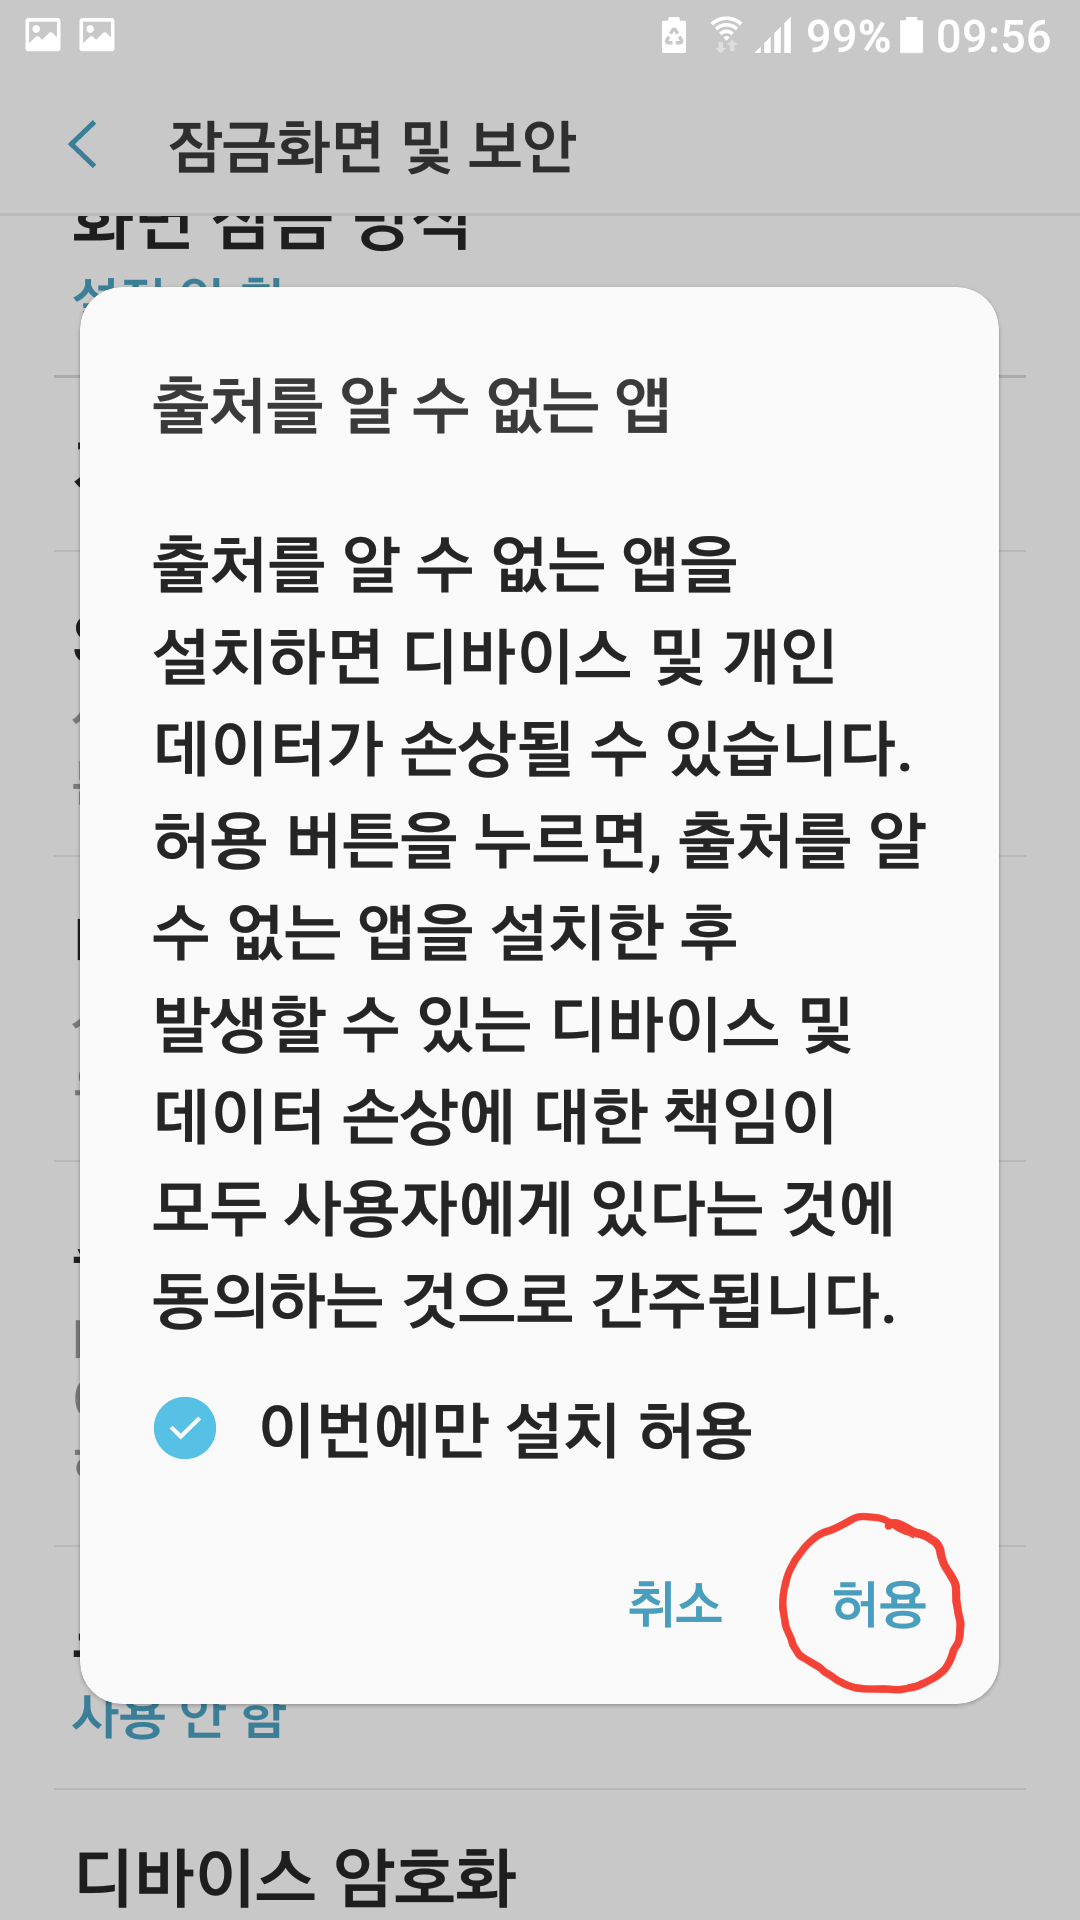 99% 09:56
잠금화면 및 보안
화면 잠금 방식
출처를 알 수 없는 앱
출처를 알 수 없는 앱을
설치하면 디바이스 및 개인
데이터가 손상될 수 있습니다.
허용 버튼을 누르면, 출처를 알
수 없는 앱을 설치한 후
발생할 수 있는 디바이스 및
데이터 손상에 대한 책임이
모두 사용자에게 있다는 것에
동의하는 것으로 간주됩니다.
이번에만 설치 허용
취소 허용
사용 안 함
디바이스 암호화